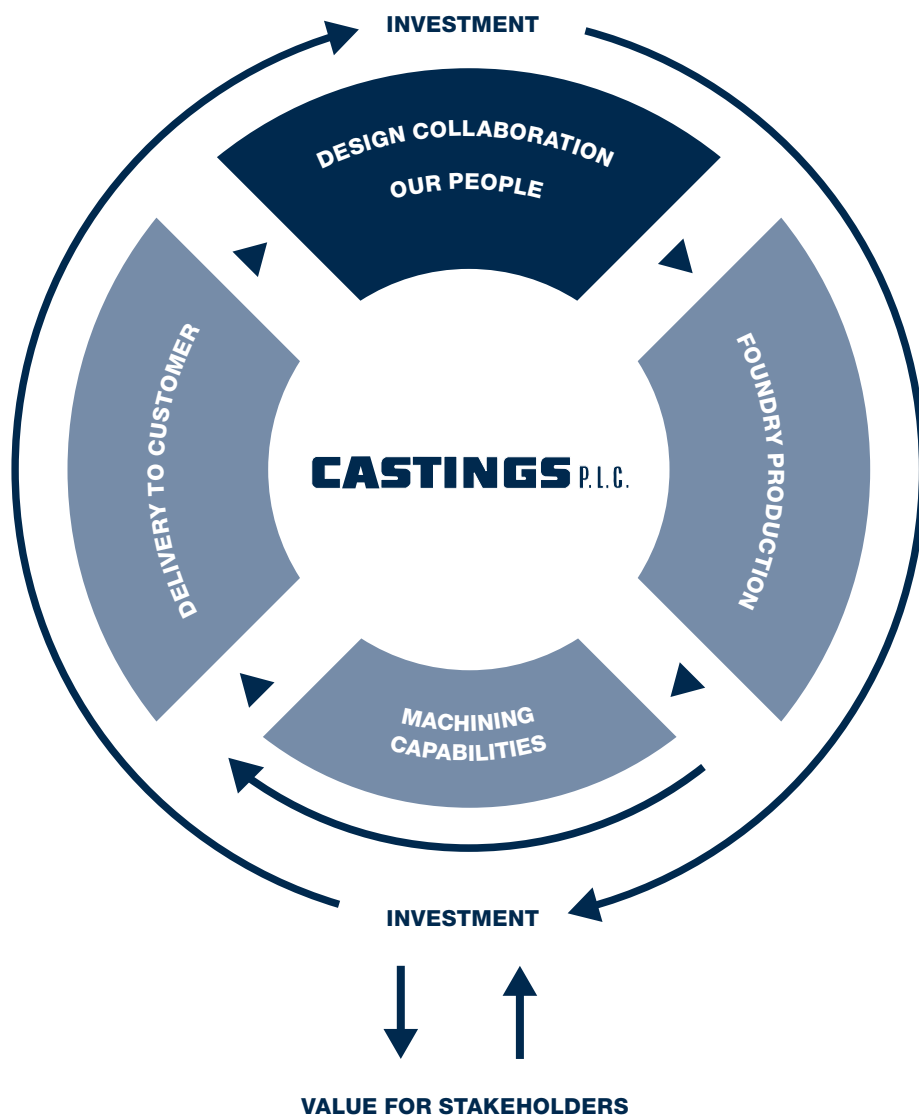 INVESTMENT
DESIGN COLLABORATION
OUR PEOPLE
FOUNDRY PRODUCTION
MACHINING
CAPABILITIES
DELIVERY TO CUSTOMER
CASTINGS P.L.C.
INVESTMENT
VALUE FOR STAKEHOLDERS